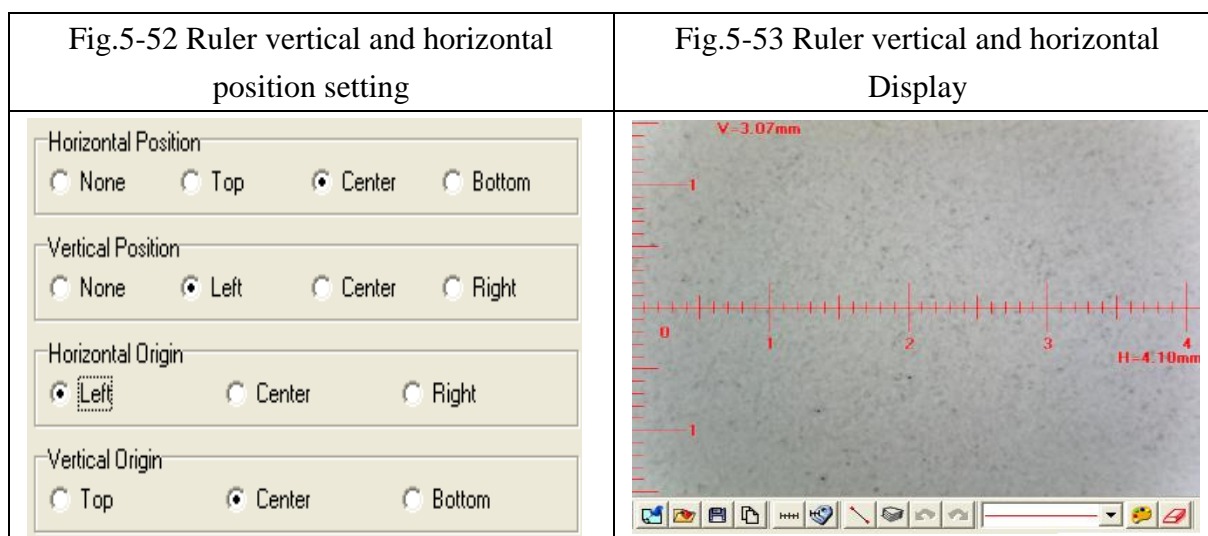 Fig.5-52 Ruler vertical and horizontal
position setting
Fig.5-53 Ruler vertical and horizontal
Display
Horizontal Position
None Top Center Bottom
Vertical Position
None Left Center Right
Horizontal Origin
Left Center Right
Vertical Origin
Top Center Bottom
V=3.07mm
1
0 1 2 3 4
H=4.10mm
1